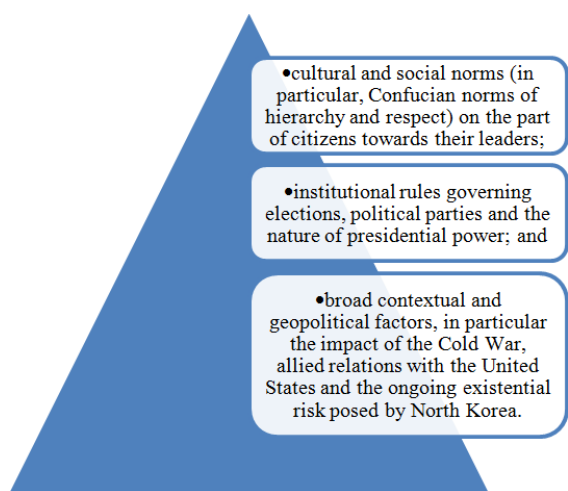 •cultural and social norms (in
particular, Confucian norms of
hierarchy and respect) on the part
of citizens towards their leaders;
•institutional rules governing
elections, political parties and the
nature of presidential power; and
•broad contextual and
geopolitical factors, in particular
the impact of the Cold War,
allied relations with the United
States and the ongoing existential
risk posed by North Korea.